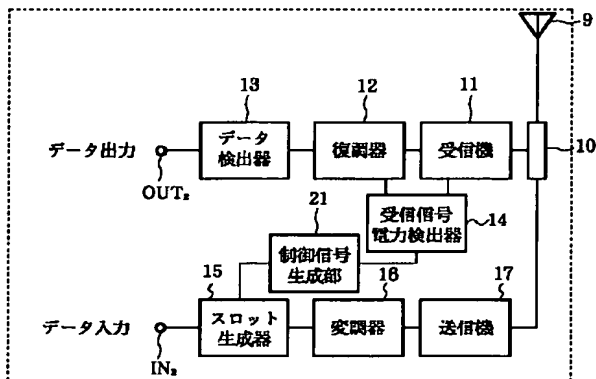 9
13
12
11
データ出力
データ
検出器
復調器
受信機
10
OUT₂
21
受信信号
電力検出器
14
制御信号
生成部
15
16
17
データ入力
スロット
生成器
変調器
送信機
IN₂